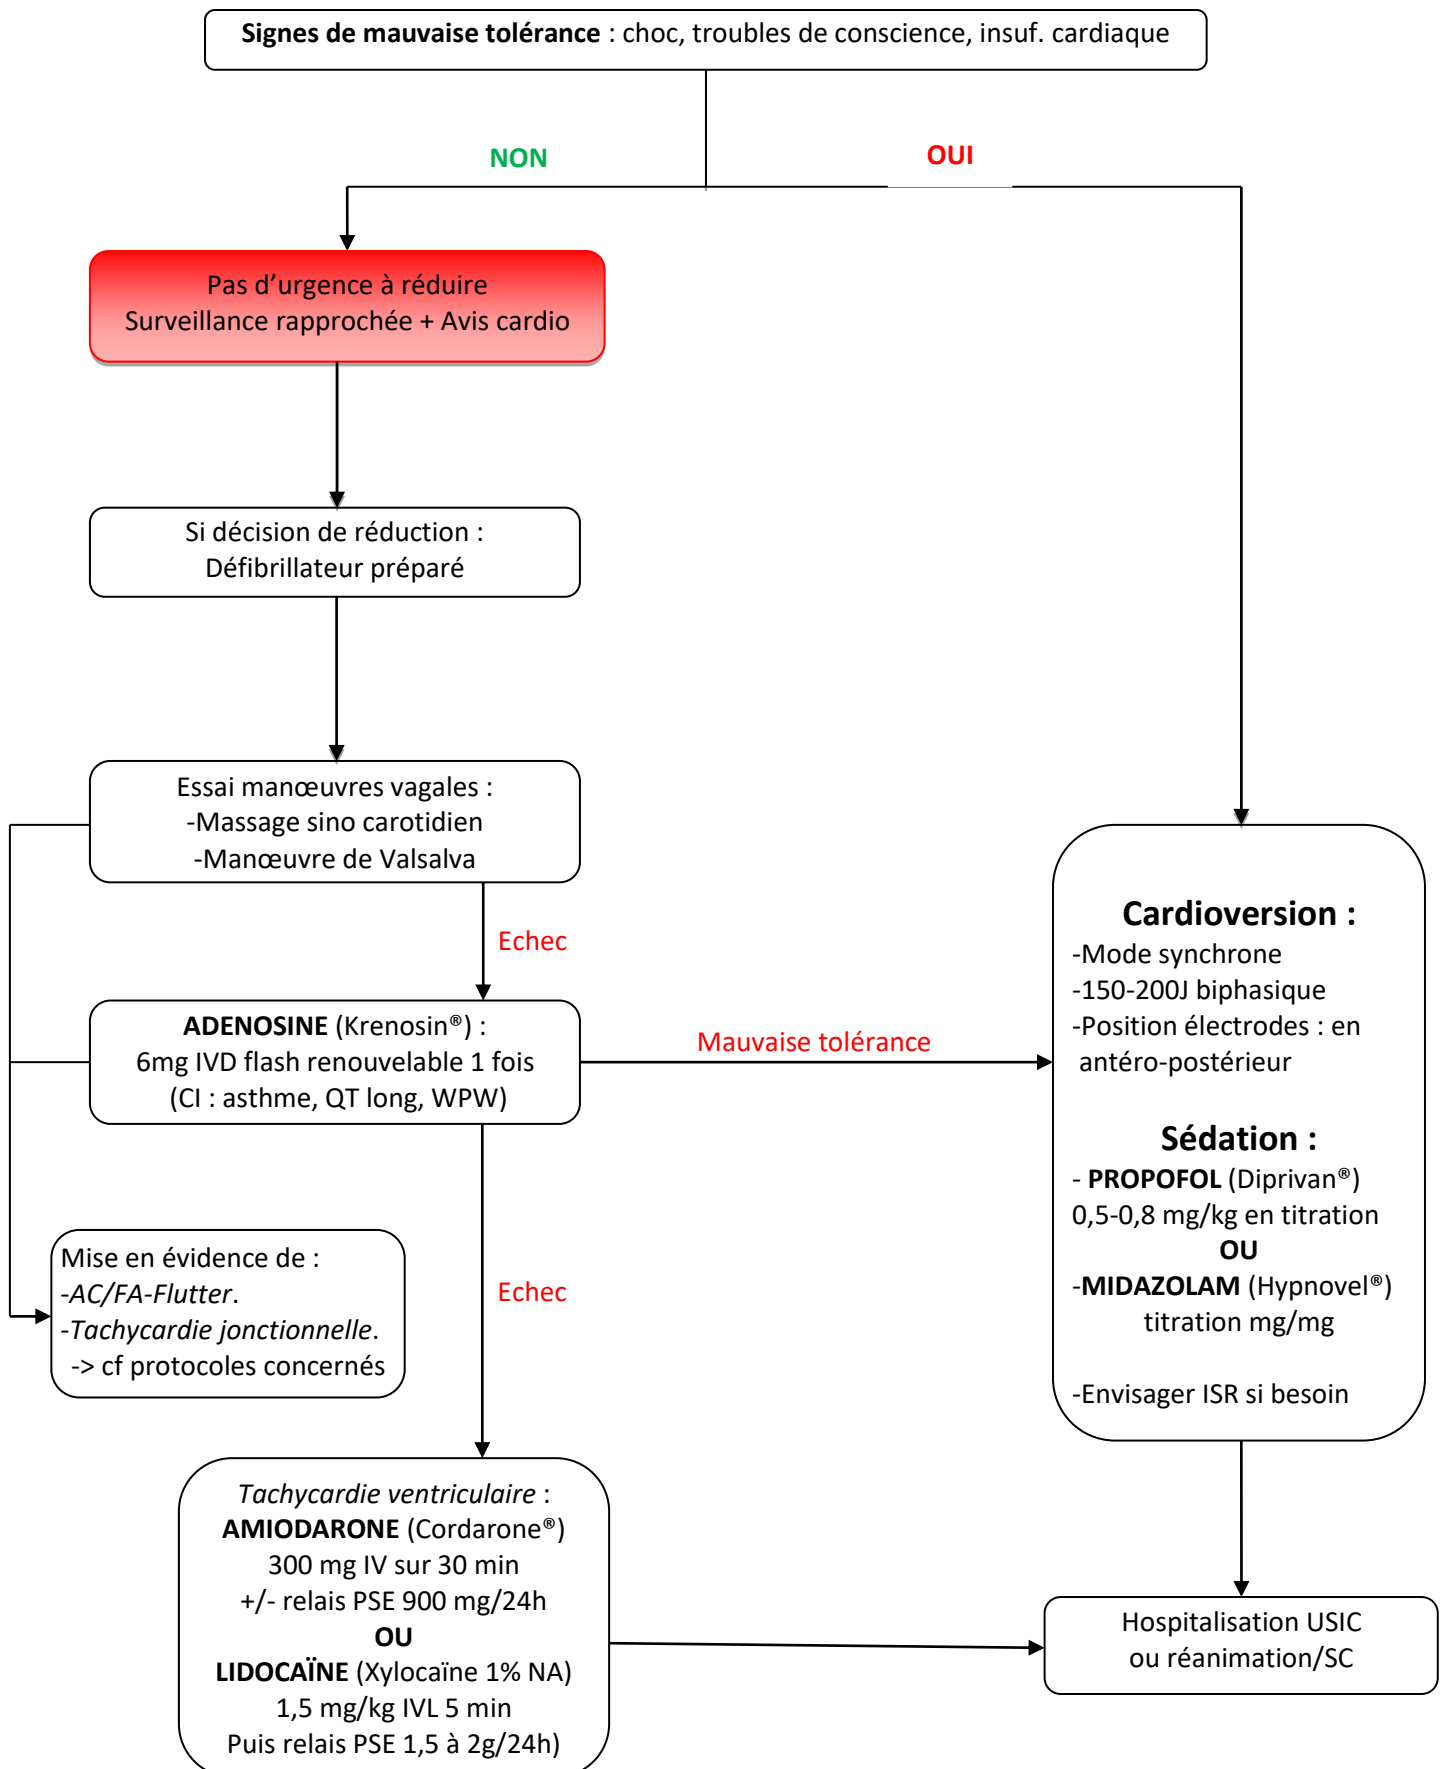 Signes de mauvaise tolérance : choc, troubles de conscience, insuf. cardiaque
NON
OUI
Pas d’urgence à réduire
Surveillance rapprochée + Avis cardio
Si décision de réduction :
Défibrillateur préparé
Essai manœuvres vagales :
-Massage sino carotidien
-Manœuvre de Valsalva
Echec
ADENOSINE (Krenosin®) :
6mg IVD flash renouvelable 1 fois
(CI : asthme, QT long, WPW)
Mauvaise tolérance
Cardioversion :
-Mode synchrone
-150-200J biphasique
-Position électrodes : en
antéro-postérieur
Sédation :
- PROPOFOL (Diprivan®)
0,5-0,8 mg/kg en titration
OU
-MIDAZOLAM (Hypnovel®)
titration mg/mg
-Envisager ISR si besoin
Mise en évidence de :
-AC/FA-Flutter.
-Tachycardie jonctionnelle.
-> cf protocoles concernés
Echec
Tachycardie ventriculaire :
AMIODARONE (Cordarone®)
300 mg IV sur 30 min
+/- relais PSE 900 mg/24h
OU
LIDOCAÏNE (Xylocaïne 1% NA)
1,5 mg/kg IVL 5 min
Puis relais PSE 1,5 à 2g/24h)
Hospitalisation USIC
ou réanimation/SC